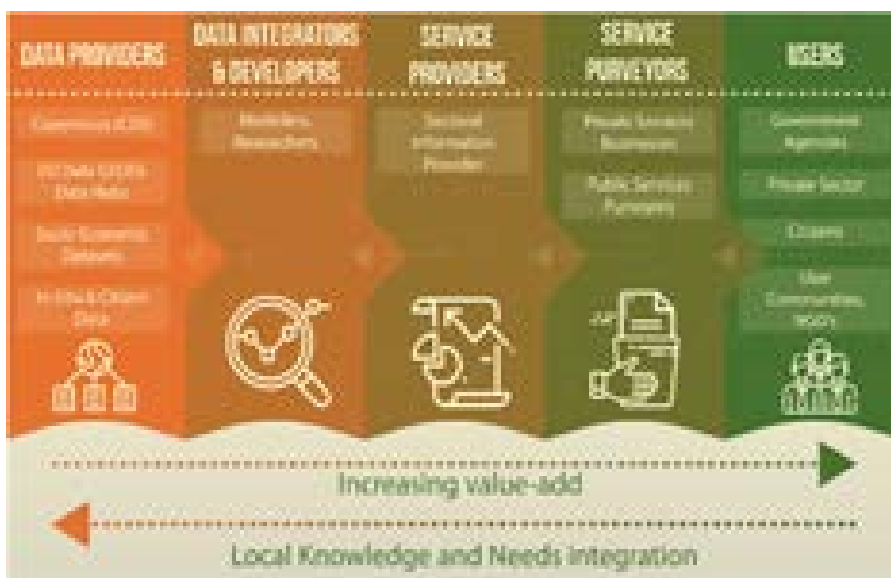 DATA PROVIDERS
DATA INTEGRATORS
& DEVELOPERS
SERVICE
PROVIDERS
SERVICE
PURVEYORS
USERS
Modellers,
Researchers
Sectoral
Information
Provider
Private Services
Businesses
Public Services
Purveyors
Government
Agencies
Private Sector
Citizens
User
Communities,
NGO's
Socio-Economic
Datasets
In-Situ & Citizen
Data
Increasing value-add
Local Knowledge and Needs integration